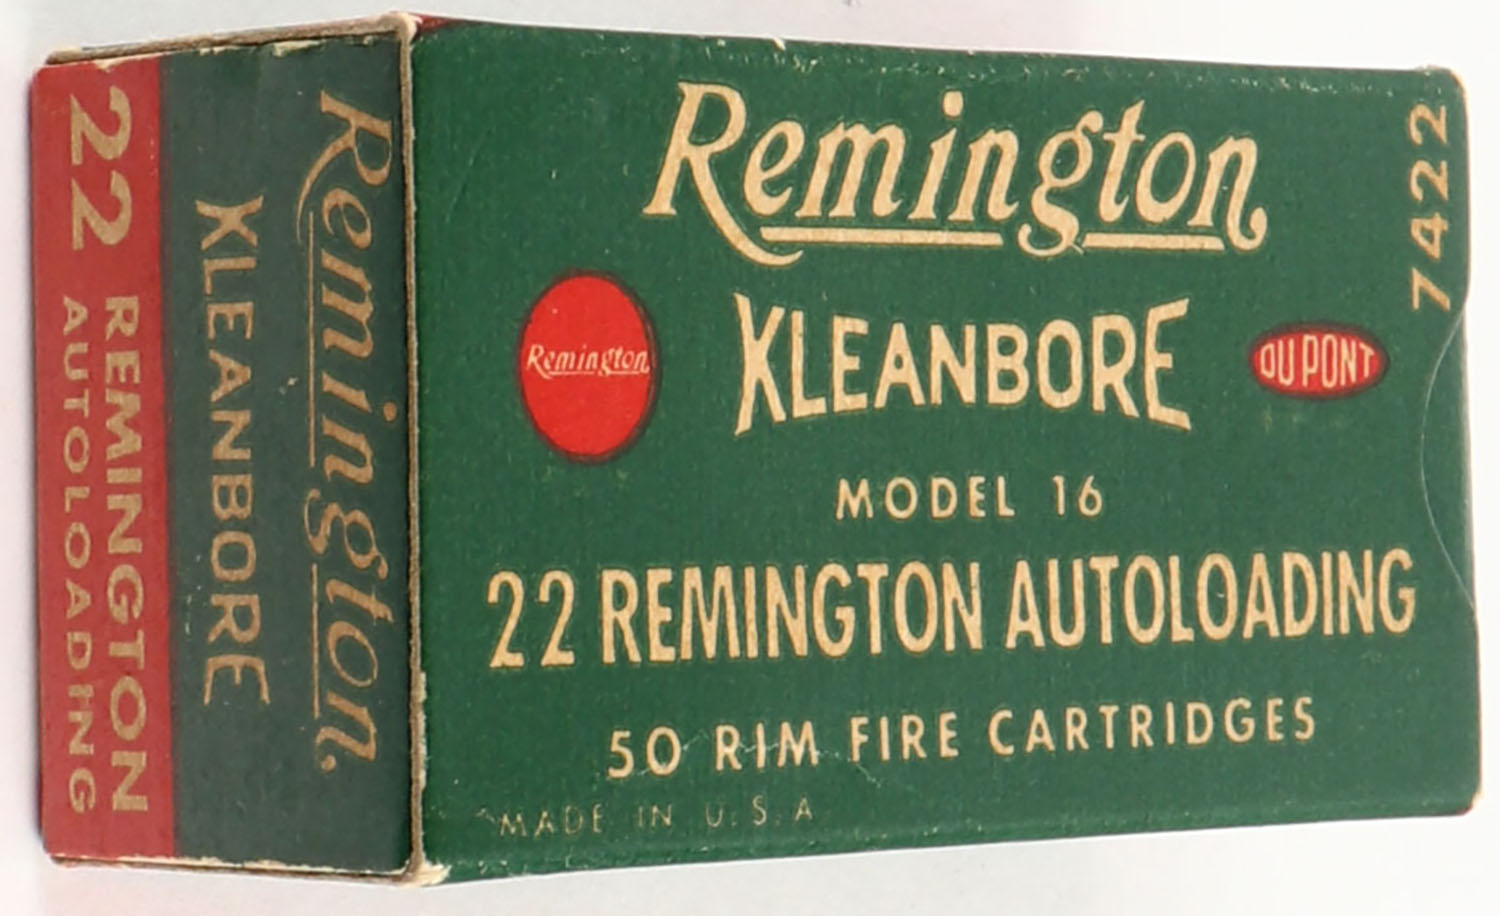 Remington
KLEANBORE
Remington
DU PONT
7422
MODEL 16
22 REMINGTON AUTOLOADING
50 RIM FIRE CARTRIDGES
MADE IN U.S.A
Remington
KLEANBORE
22 REMINGTON
AUTOLOADING